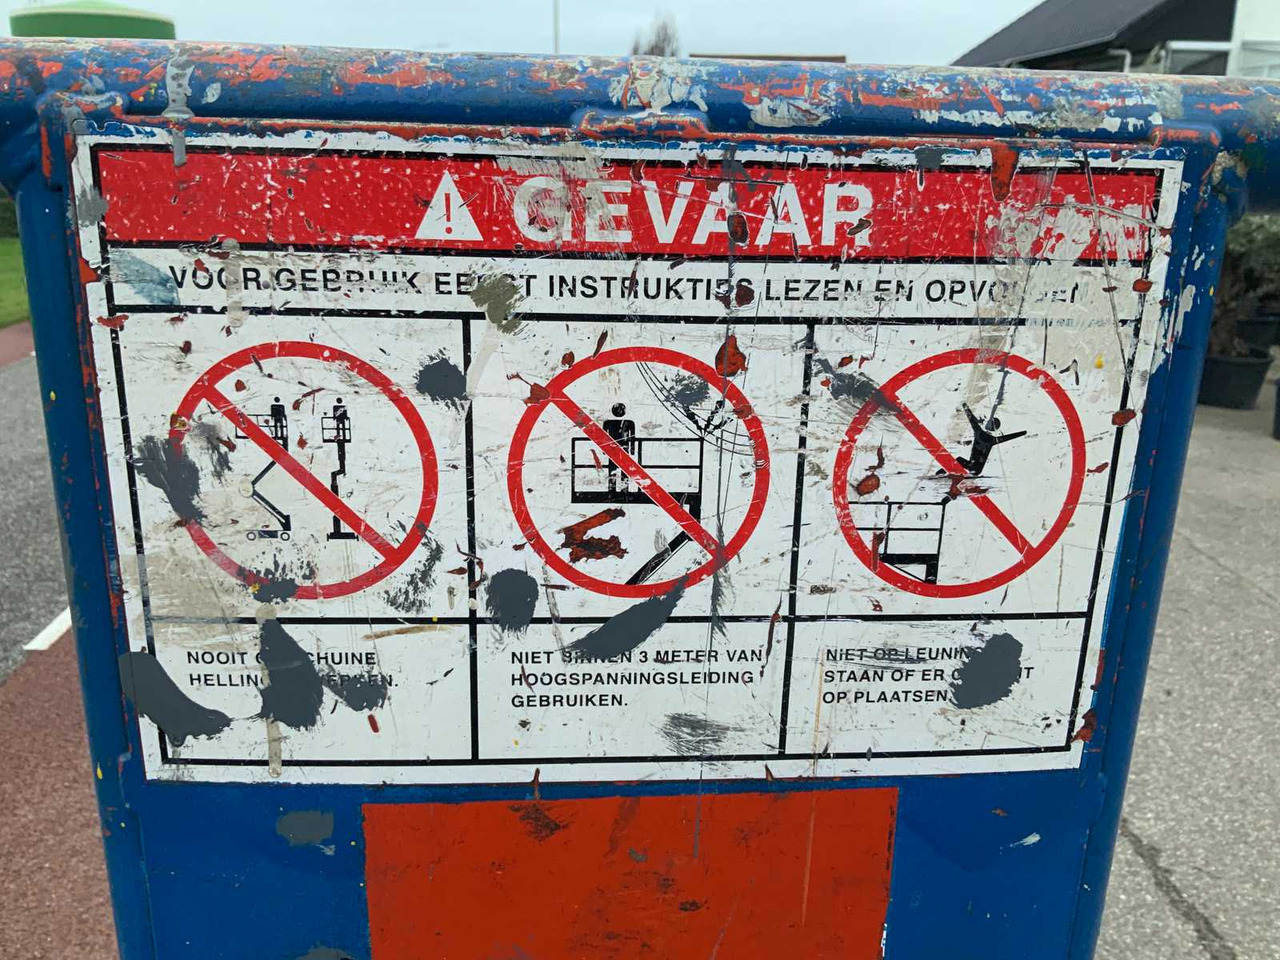 GEVAAR
VOOR GEBRUIK EERST INSTRUKTIES LEZEN EN
NOOIT
NIET BINNEN 3 METER VAN
HOOGSPANNINGSLEIDING
GEBRUIKEN.
NIET OP LEUNING
STAAN OF ER
OP PLAATSEN.